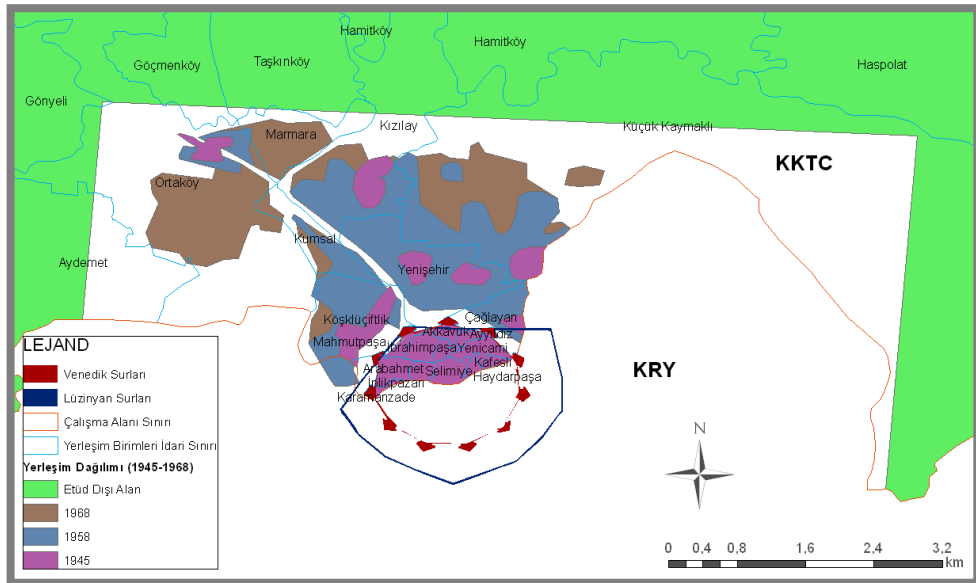 Hamitköy
Hamitköy
Göçmenköy
Taşkınköy
Haspolat
Gönyeli
Marmara
Kızılay
Küçük Kaymaklı
KKTC
Ortaköy
Kumsal
Aydemet
Yenişehir
Köşklüçiftlik
Çağlayan
Akkavuk
Ayyıldız
Mahmutpaşa
İbrahimpaşa
Yenicami
Kafesli
Arabahmet
Selimiye
Haydarpaşa
İplikpazarı
Karamanzade
KRY
LEJAND
Venedik Surları
Lüzinyan Surları
Çalışma Alanı Sınırı
Yerleşim Birimleri İdari Sınırı
Yerleşim Dağılımı (1945-1968)
Etüd Dışı Alan
1968
1958
1945
N
0 0,4 0,8 1,6 2,4 3,2
km